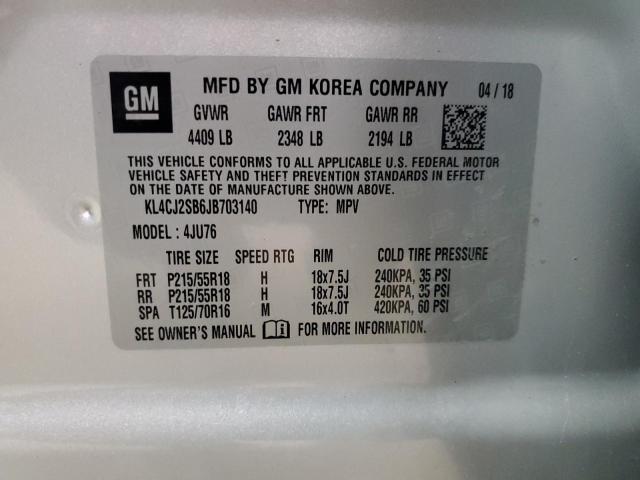 GM
MFD BY GM KOREA COMPANY 04 / 18
GVWR GAWR FRT GAWR RR
4409 LB 2348 LB 2194 LB
THIS VEHICLE CONFORMS TO ALL APPLICABLE U.S. FEDERAL MOTOR
VEHICLE SAFETY AND THEFT PREVENTION STANDARDS IN EFFECT
ON THE DATE OF MANUFACTURE SHOWN ABOVE.
KL4CJ2SB6JB703140 TYPE: MPV
MODEL : 4JU76
TIRE SIZE SPEED RTG RIM COLD TIRE PRESSURE
FRT P215/55R18 H 18x7.5J 240KPA, 35 PSI
RR P215/55R18 H 18x7.5J 240KPA, 35 PSI
SPA T125/70R16 M 16x4.0T 420KPA, 60 PSI
SEE OWNER'S MANUAL FOR MORE INFORMATION.